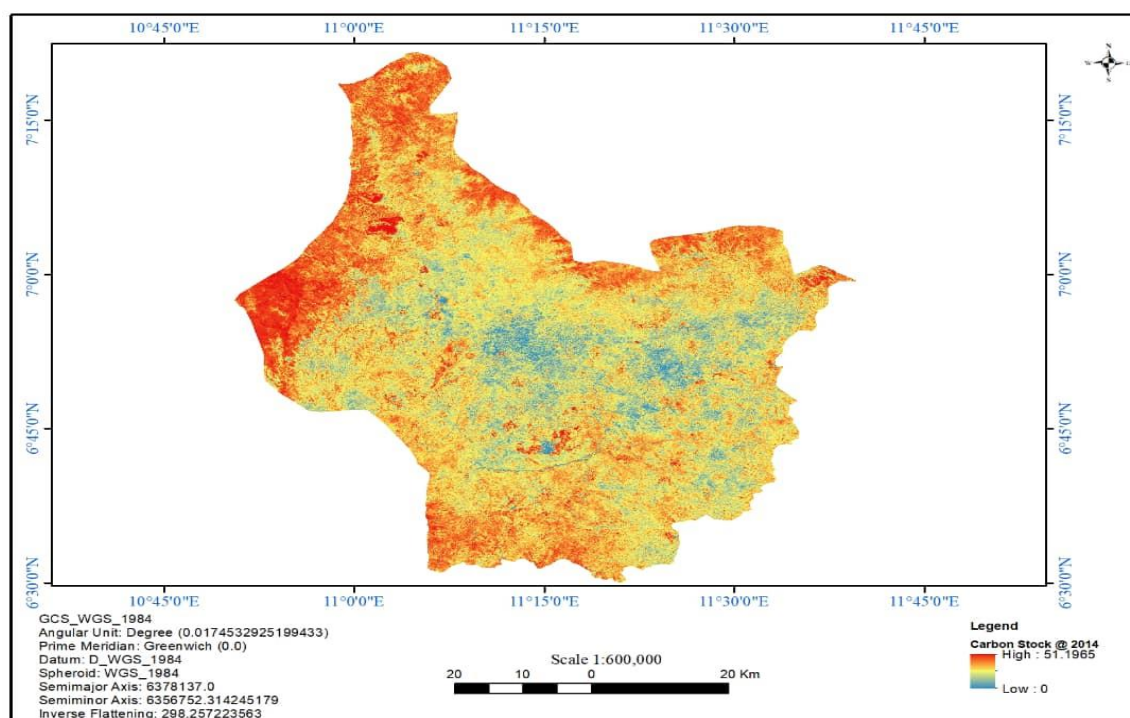 10°45'0"E 11°0'0"E 11°15'0"E 11°30'0"E 11°45'0"E
N
S
7°15'0"N 7°15'0"N
7°0'0"N 7°0'0"N
6°45'0"N 6°45'0"N
6°30'0"N 6°30'0"N
10°45'0"E 11°0'0"E 11°15'0"E 11°30'0"E 11°45'0"E
GCS_WGS_1984
Angular Unit: Degree (0.0174532925199433)
Prime Meridian: Greenwich (0.0)
Datum: D_WGS_1984
Spheroid: WGS_1984
Semimajor Axis: 6378137.0
Semiminor Axis: 6356752.314245179
Inverse Flattening: 298.257223563
Scale 1:600,000
20 10 0 20 Km
Legend
Carbon Stock @ 2014
High : 51.1965
Low : 0